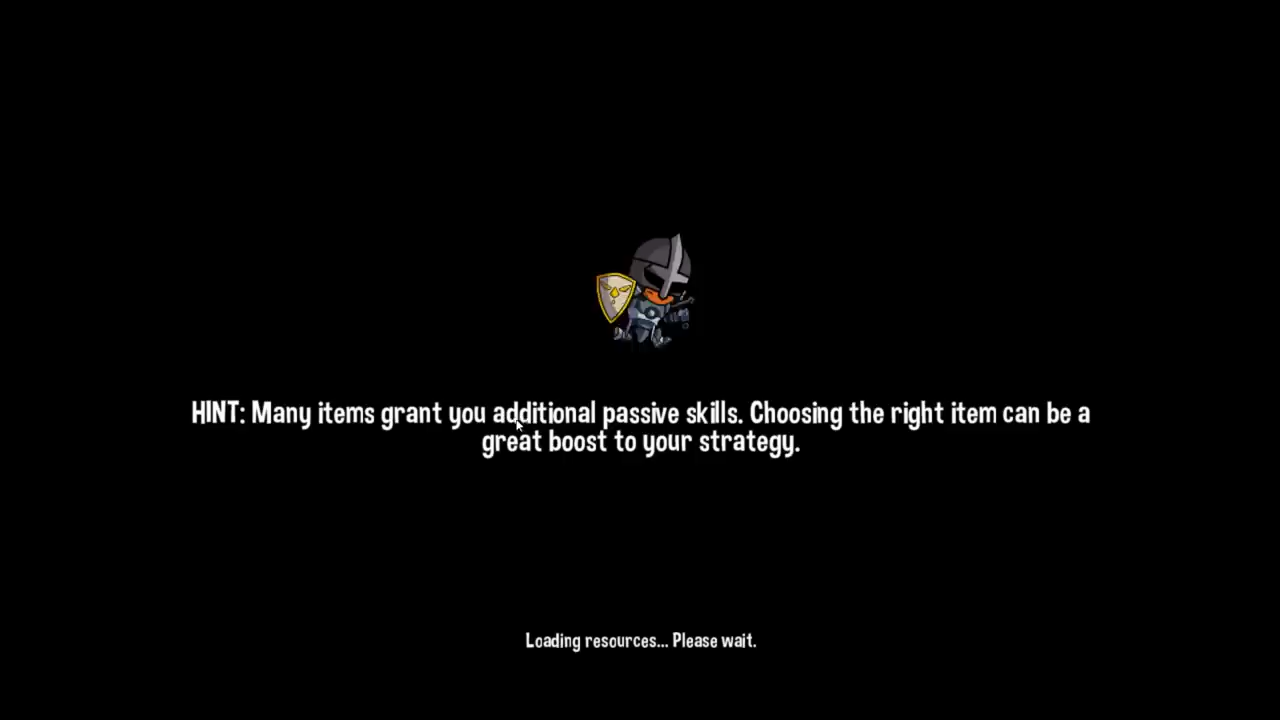 HINT: Many items grant you additional passive skills. Choosing the right item can be a
great boost to your strategy.
Loading resources... Please wait.